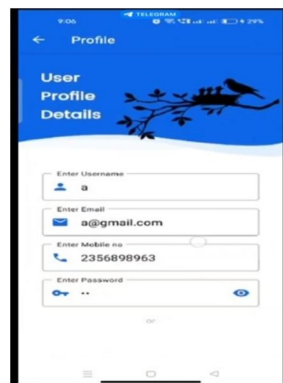 TELEGRAM
9:06
29%
Profile
User
Profile
Details
Enter Username
a
Enter Email
a@gmail.com
Enter Mobile no
2356898963
Enter Password
••